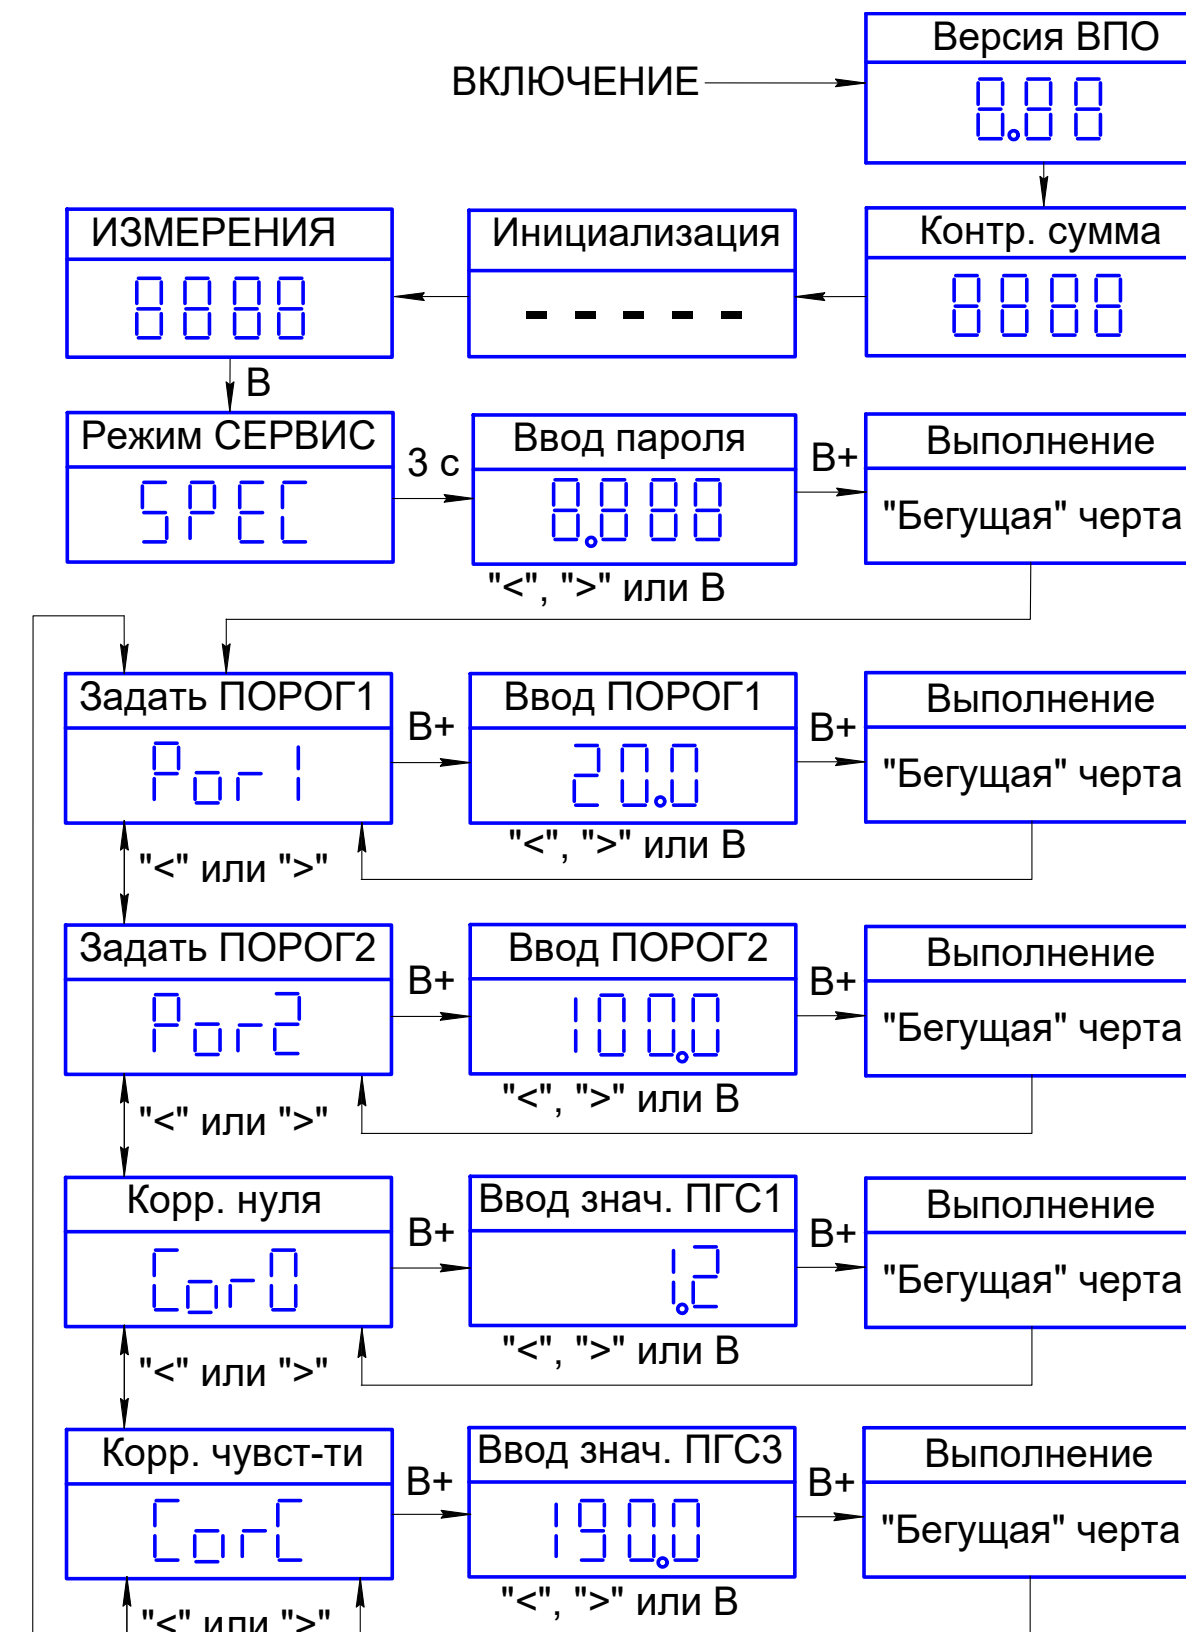 Версия ВПО
ВКЛЮЧЕНИЕ
8.88
ИЗМЕРЕНИЯ
Инициализация
Контр. сумма
8888
- - - - -
8888
В
Режим СЕРВИС
3 с
Ввод пароля
В+
Выполнение
SPEC
8.888
"Бегущая" черта
"<", ">" или В
Задать ПОРОГ1
В+
Ввод ПОРОГ1
В+
Выполнение
Por1
20.0
"Бегущая" черта
"<" или ">"
"<", ">" или В
Задать ПОРОГ2
В+
Ввод ПОРОГ2
В+
Выполнение
Por2
100.0
"Бегущая" черта
"<" или ">"
"<", ">" или В
Корр. нуля
В+
Ввод знач. ПГС1
В+
Выполнение
Cor0
1.2
"Бегущая" черта
"<" или ">"
"<", ">" или В
Корр. чувст-ти
В+
Ввод знач. ПГС3
В+
Выполнение
CorC
190.0
"Бегущая" черта
"<" или ">"
"<", ">" или В